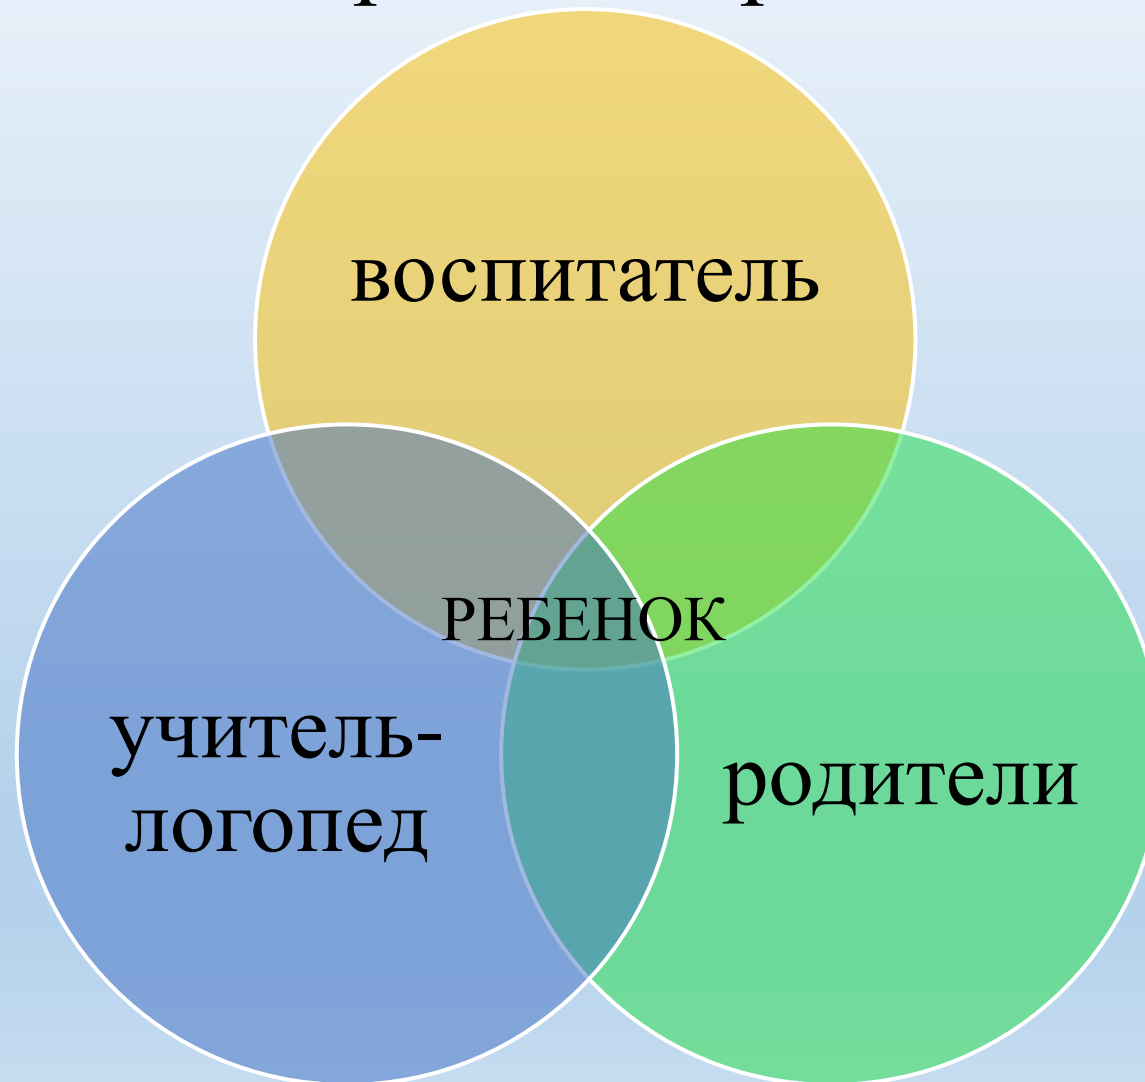 воспитатель
РЕБЕНОК
учитель-
логопед
родители